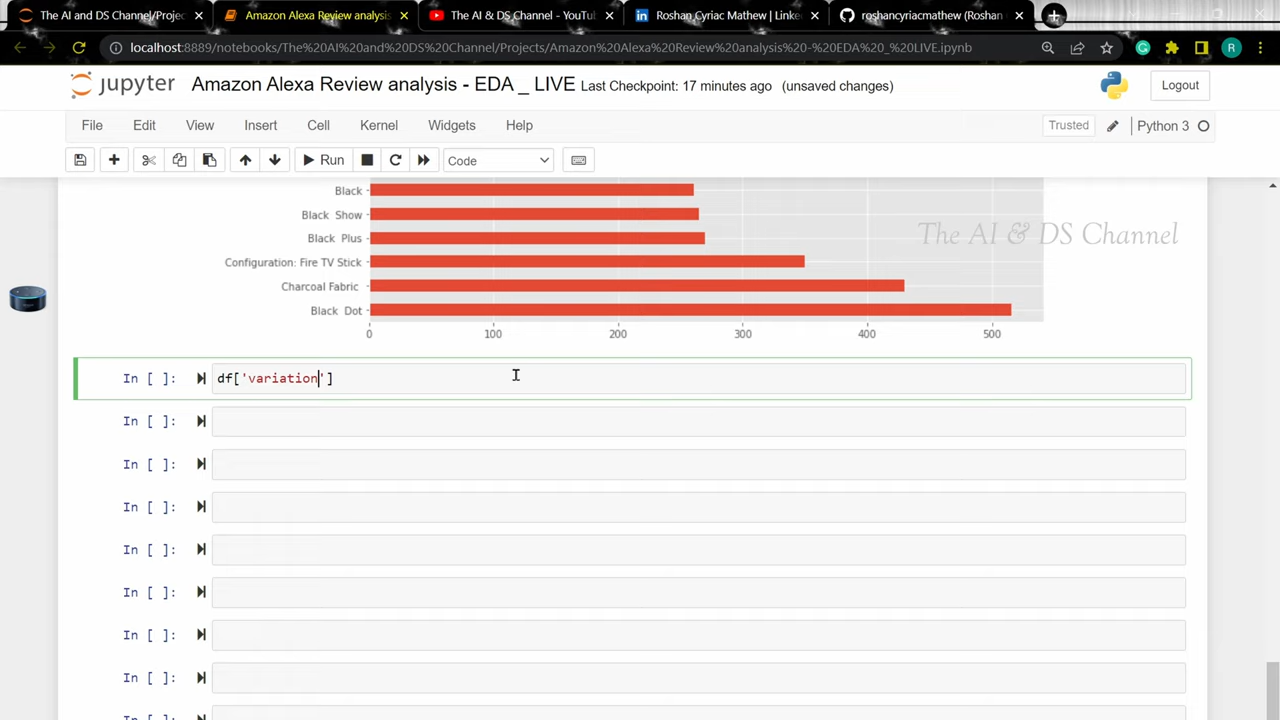 The AI and DS Channel/Projec
Amazon Alexa Review analysis
The AI & DS Channel - YouTu
Roshan Cyriac Mathew | Linke
roshancyriacmathew (Roshan
localhost:8889/notebooks/The%20AI%20and%20DS%20Channel/Projects/Amazon%20Alexa%20Review%20analysis%20-%20EDA%20_%20LIVE.ipynb
R
jupyter Amazon Alexa Review analysis - EDA _ LIVE Last Checkpoint: 17 minutes ago (unsaved changes)
Logout
File Edit View Insert Cell Kernel Widgets Help
Trusted
Python 3
Run
Code
Black
Black Show
Black Plus
Configuration: Fire TV Stick
Charcoal Fabric
Black Dot
0 100 200 300 400 500
The AI & DS Channel
In [ ]: df['variation']
In [ ]:
In [ ]:
In [ ]:
In [ ]:
In [ ]:
In [ ]:
In [ ]: